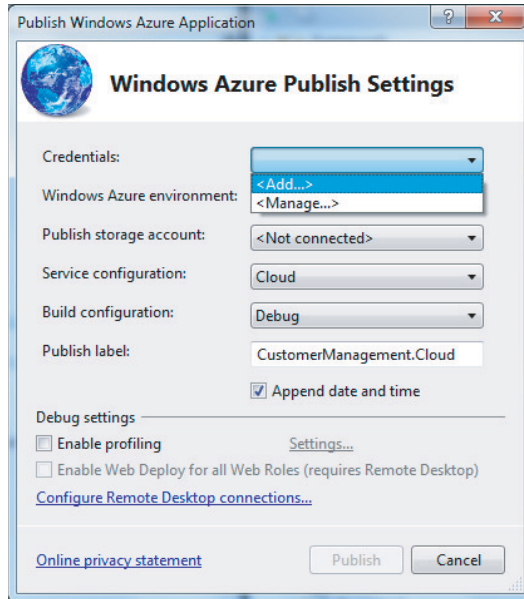 Publish Windows Azure Application
Windows Azure Publish Settings
Credentials:
<Add...>
Windows Azure environment:
<Manage...>
Publish storage account: <Not connected>
Service configuration: Cloud
Build configuration: Debug
Publish label: CustomerManagement.Cloud
Append date and time
Debug settings
Enable profiling Settings...
Enable Web Deploy for all Web Roles (requires Remote Desktop)
Configure Remote Desktop connections...
Online privacy statement Publish Cancel